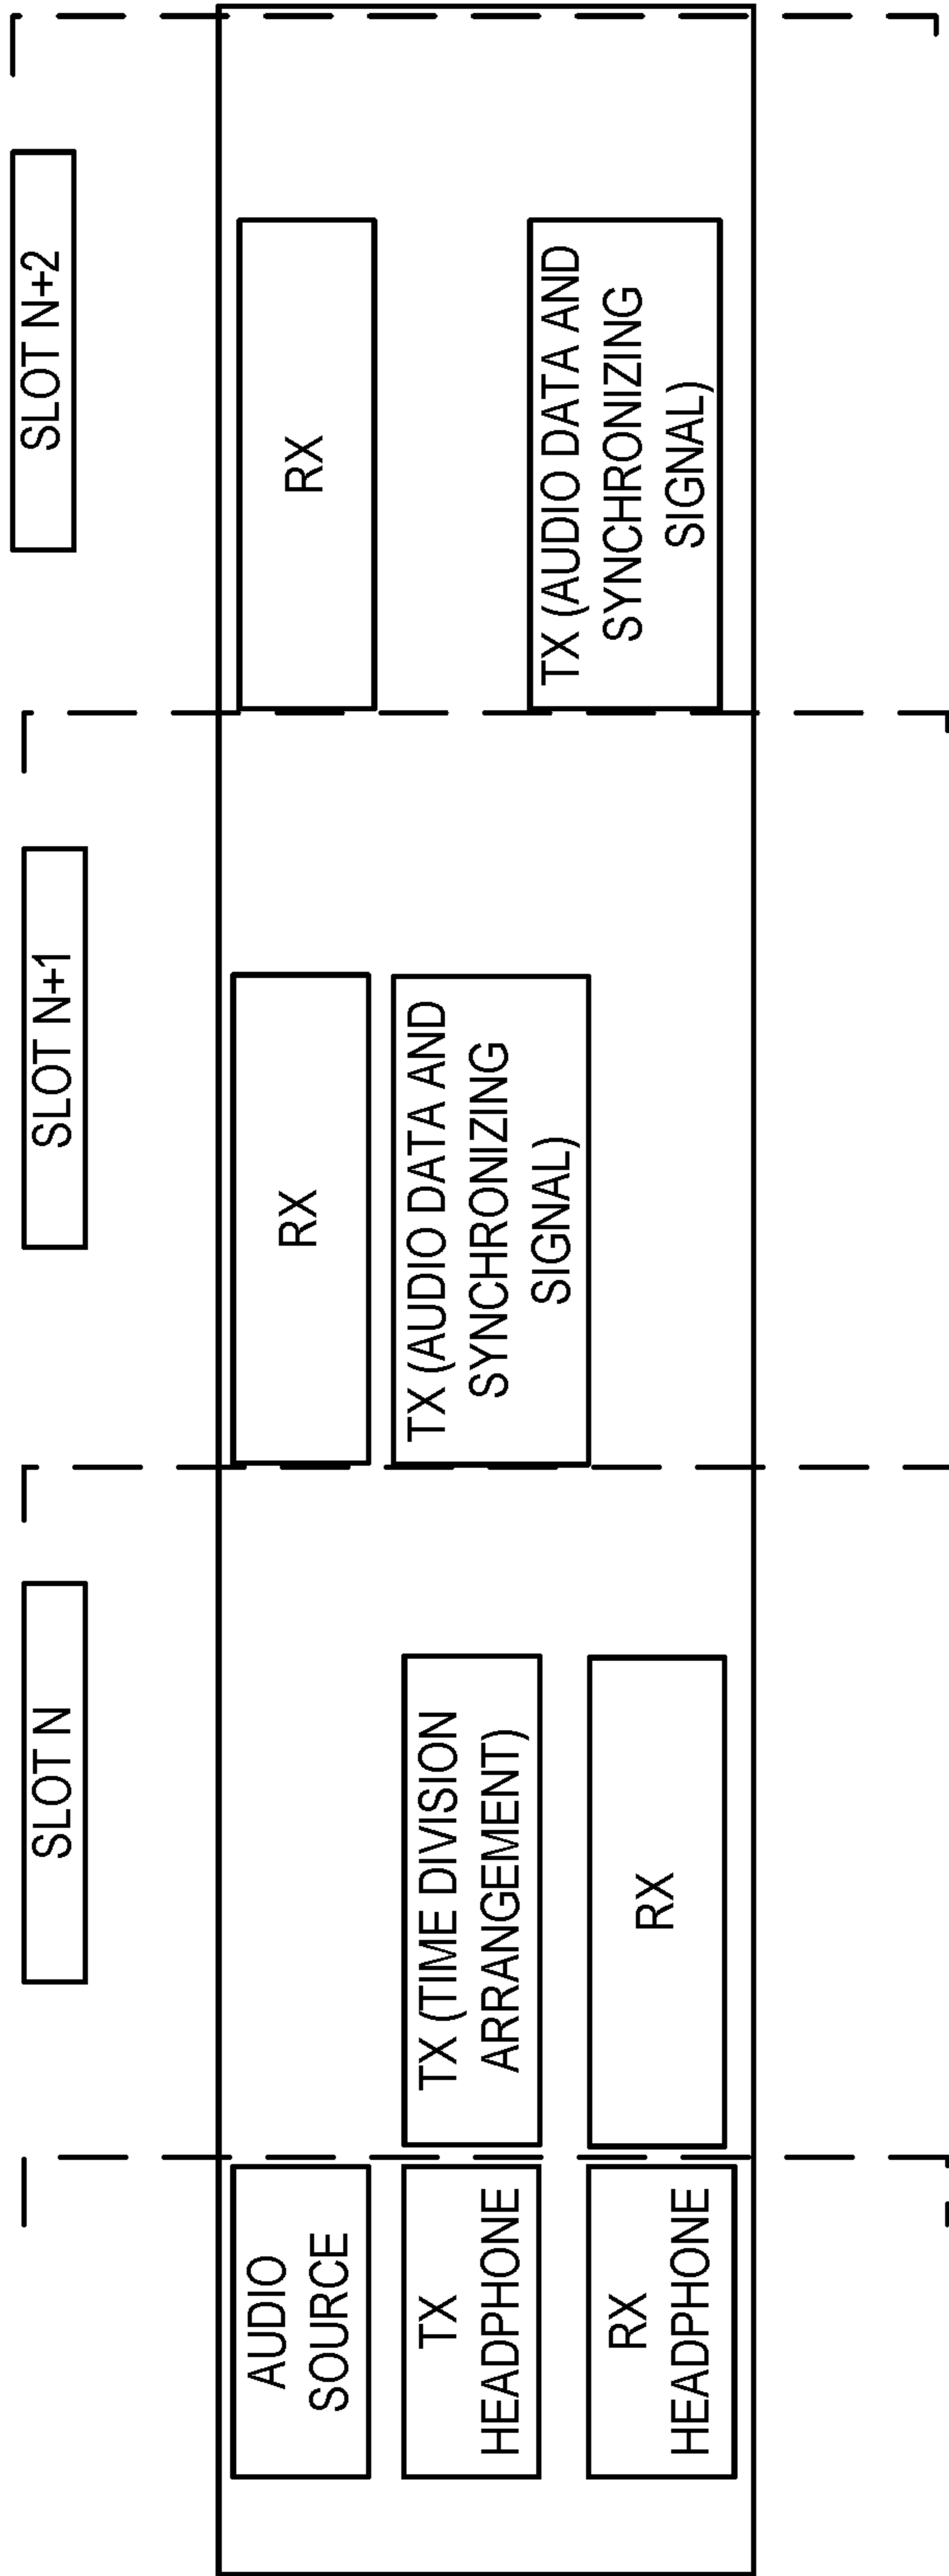 SLOT N
SLOT N+1
SLOT N+2
AUDIO
SOURCE
RX
RX
TX
HEADPHONE
TX (TIME DIVISION
ARRANGEMENT)
TX (AUDIO DATA AND
SYNCHRONIZING
SIGNAL)
RX
HEADPHONE
RX
TX (AUDIO DATA AND
SYNCHRONIZING
SIGNAL)